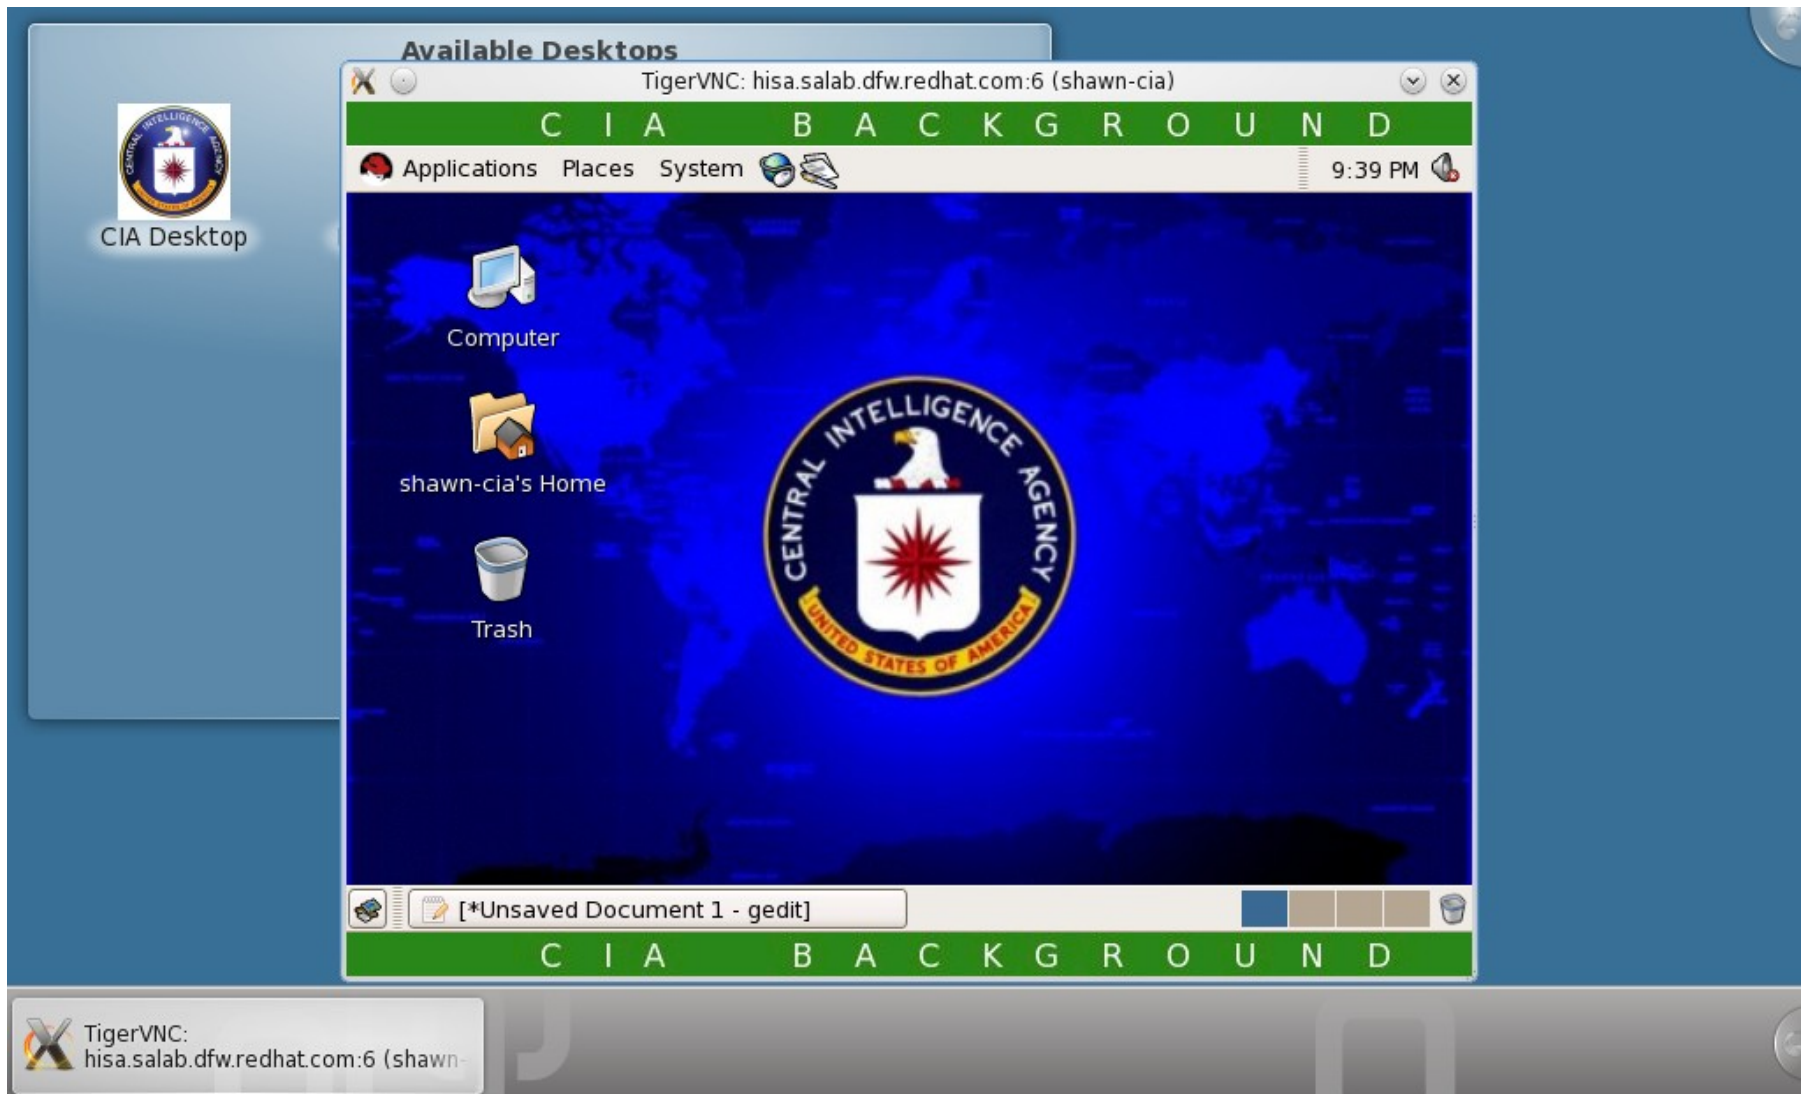 Available Desktops
CIA Desktop
TigerVNC: hisa.salab.dfw.redhat.com:6 (shawn-cia)
C I A B A C K G R O U N D
Applications Places System 9:39 PM
Computer
shawn-cia's Home
Trash
CENTRAL INTELLIGENCE AGENCY
UNITED STATES OF AMERICA
[*Unsaved Document 1 - gedit]
C I A B A C K G R O U N D
TigerVNC:
hisa.salab.dfw.redhat.com:6 (shawn-